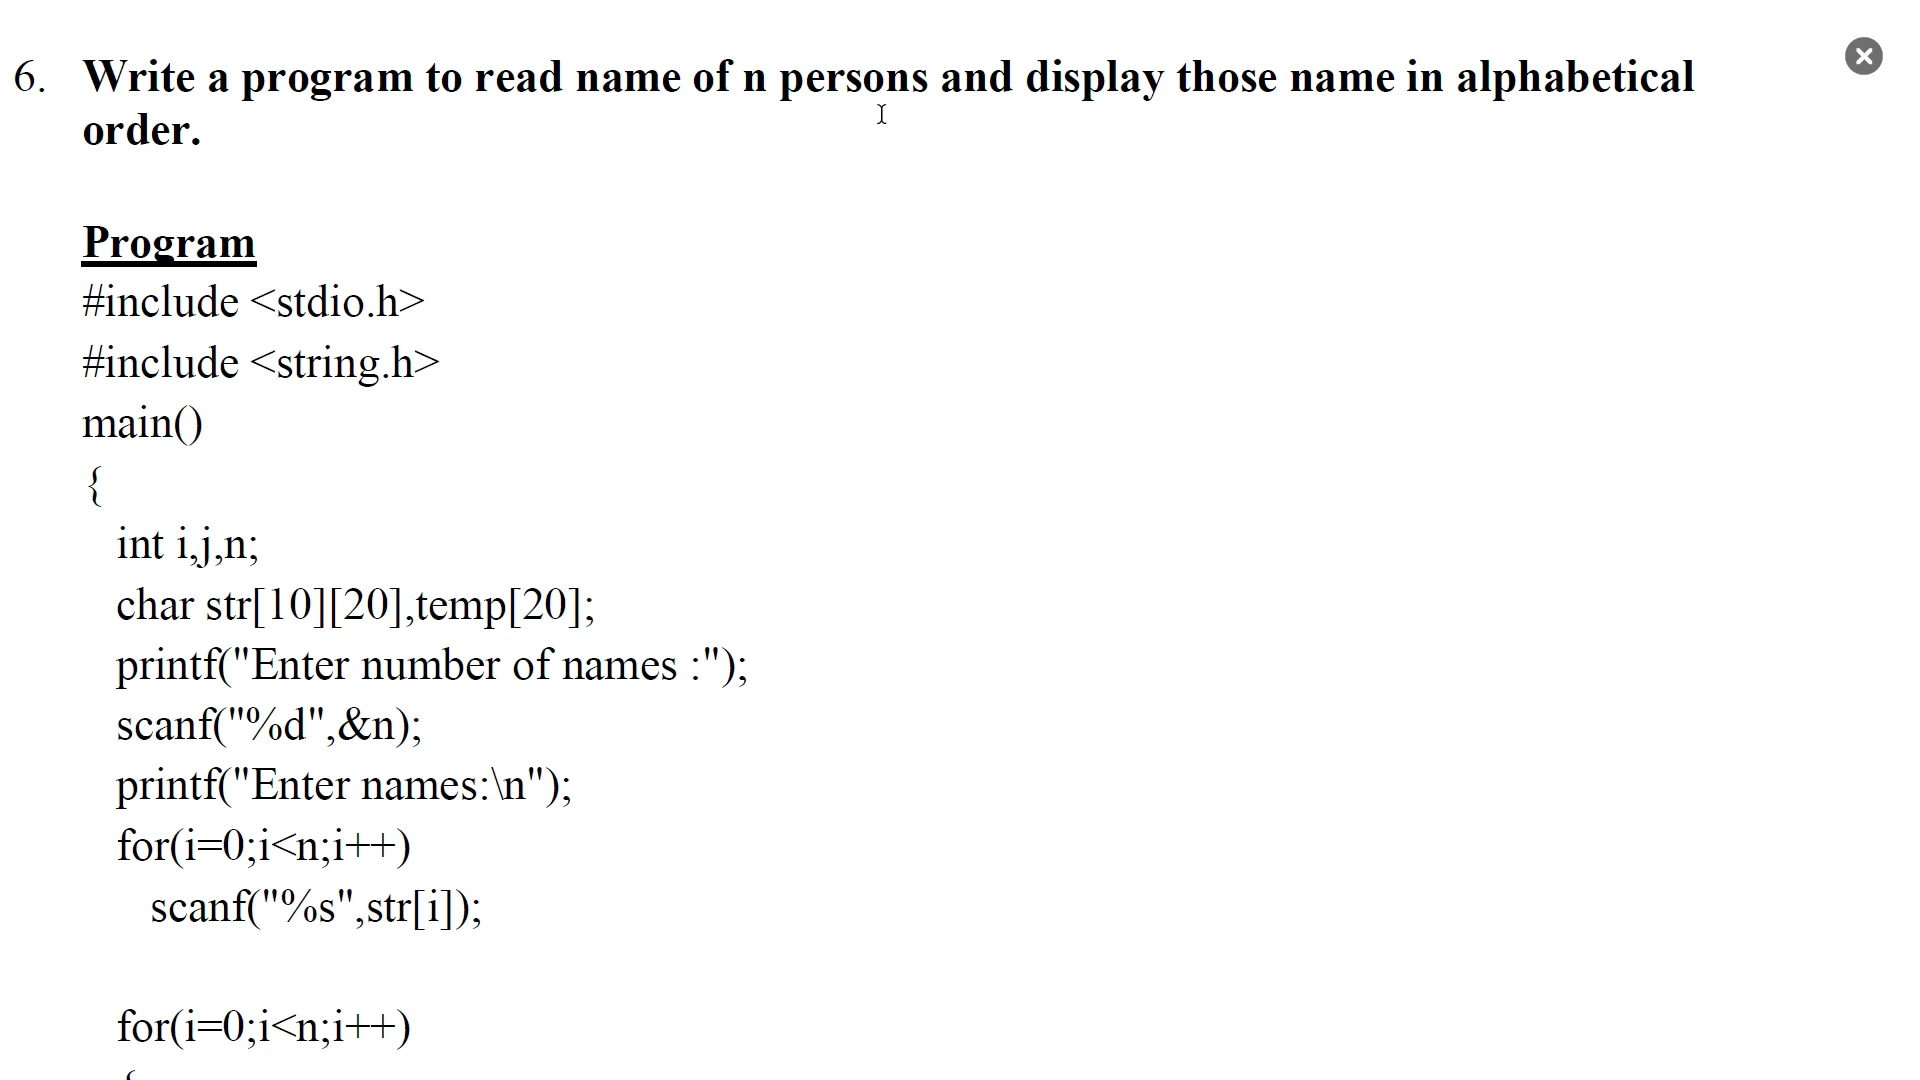 6. Write a program to read name of n persons and display those name in alphabetical
order.
Program
#include <stdio.h>
#include <string.h>
main()
{
int i,j,n;
char str[10][20],temp[20];
printf("Enter number of names :");
scanf("%d",&n);
printf("Enter names:\n");
for(i=0;i<n;i++)
scanf("%s",str[i]);
for(i=0;i<n;i++)